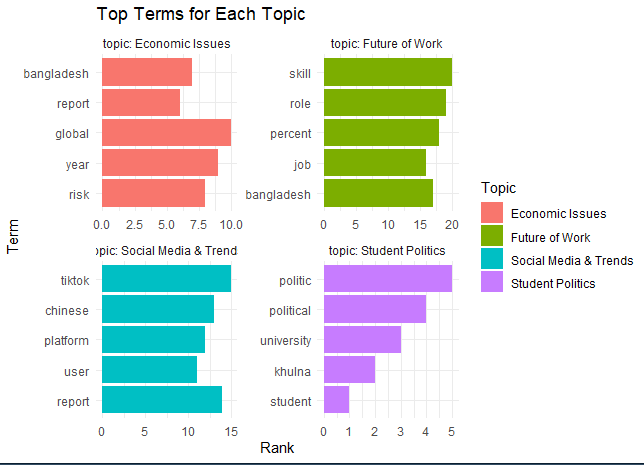 Top Terms for Each Topic
topic: Economic Issues
bangladesh
report
global
year
risk
0.0 2.5 5.0 7.5 10.0
topic: Future of Work
skill
role
percent
job
bangladesh
0 5 10 15 20
opic: Social Media & Trend
tiktok
chinese
platform
user
report
0 5 10 15
topic: Student Politics
politic
political
university
khulna
student
0 1 2 3 4 5
Term
Rank
Topic
Economic Issues
Future of Work
Social Media & Trends
Student Politics